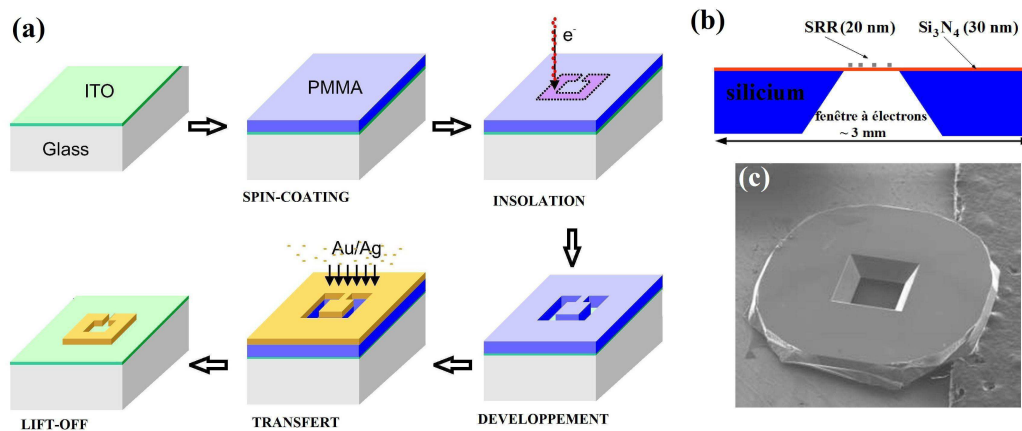 (a)
ITO
Glass
PMMA
SPIN-COATING
e-
INSOLATION
Au/Ag
LIFT-OFF
TRANSFERT
DEVELOPPEMENT
(b)
SRR (20 nm)
Si₃N₄ (30 nm)
silicium
fenêtre à électrons
~ 3 mm
(c)